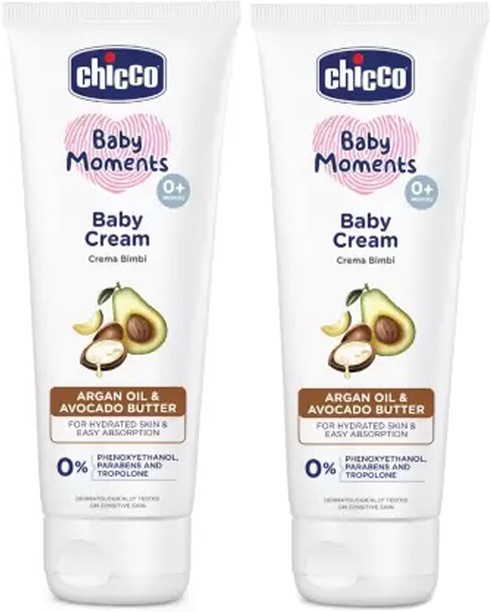 chicco
Baby
Moments
0+
MONTHS
Baby
Cream
Crema Bimbi
ARGAN OIL &
AVOCADO BUTTER
FOR HYDRATED SKIN &
EASY ABSORPTION
0%
PHENOXYETHANOL,
PARABENS AND
TROPOLONE
DERMATOLOGICALLY TESTED
ON SENSITIVE SKIN
chicco
Baby
Moments
0+
MONTHS
Baby
Cream
Crema Bimbi
ARGAN OIL &
AVOCADO BUTTER
FOR HYDRATED SKIN &
EASY ABSORPTION
0%
PHENOXYETHANOL,
PARABENS AND
TROPOLONE
DERMATOLOGICALLY TESTED
ON SENSITIVE SKIN